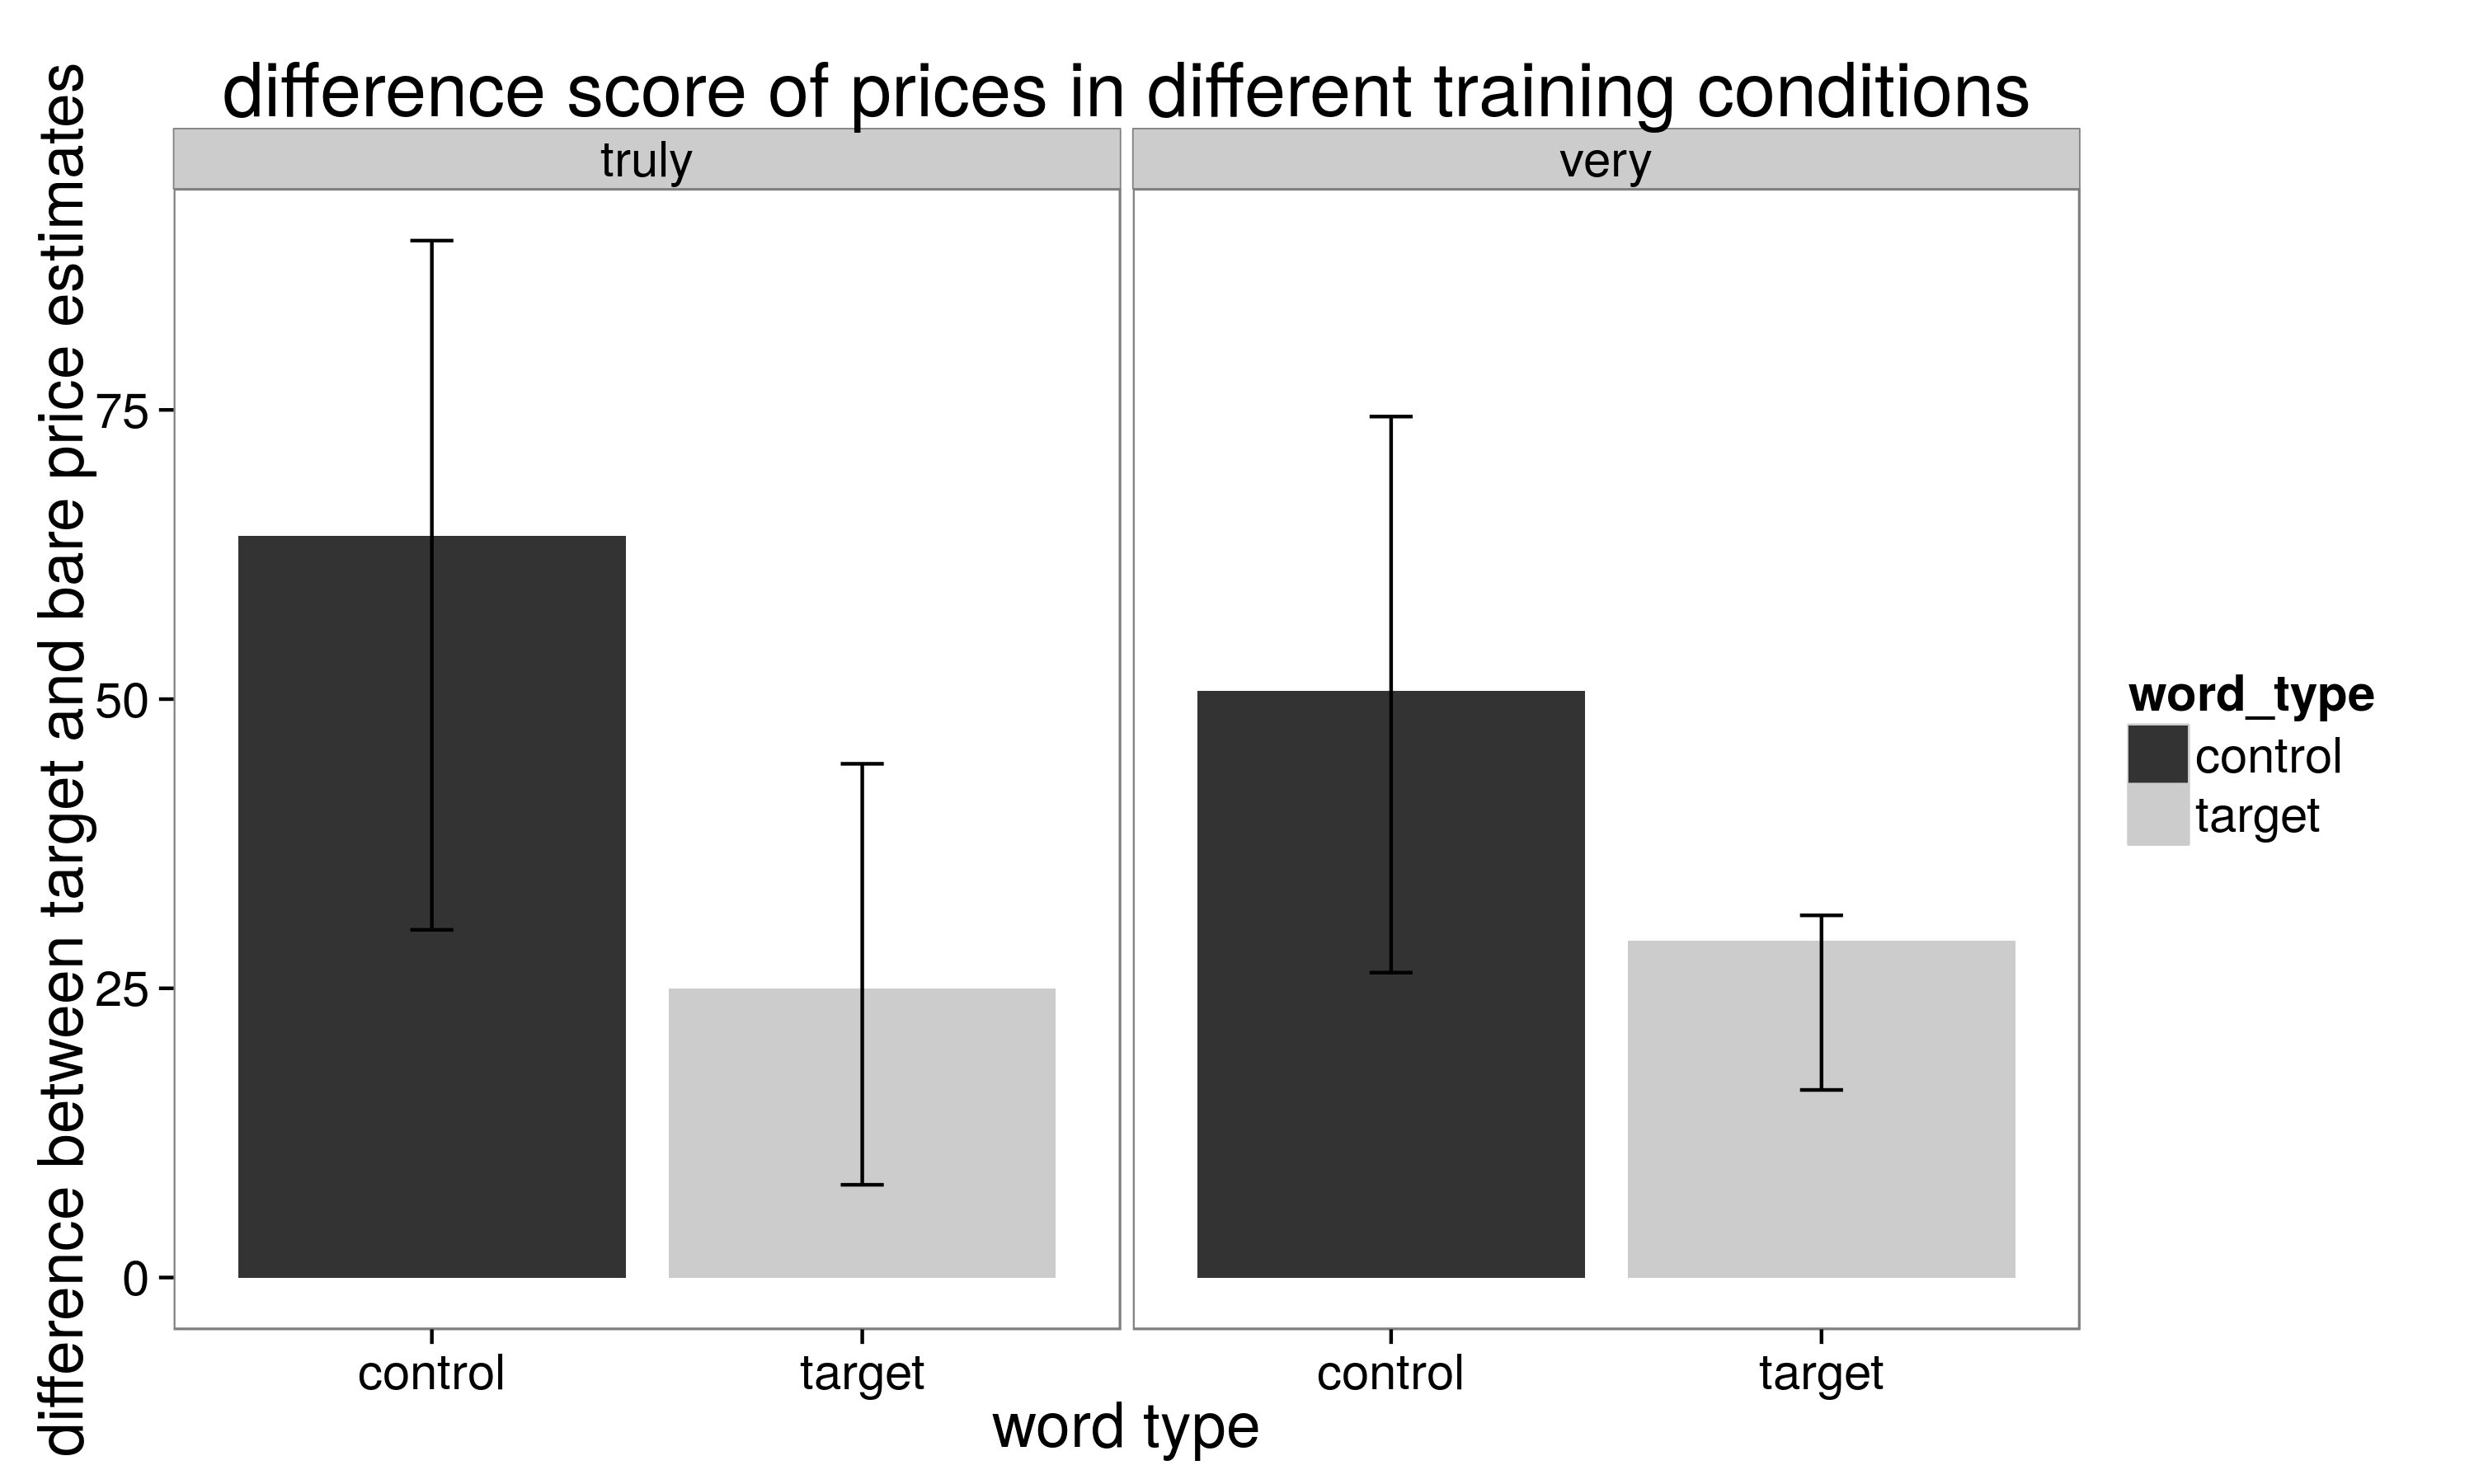 difference score of prices in different training conditions
truly
very
difference between target and bare price estimates
75
50
25
0
control
target
control
target
word type
word_type
control
target